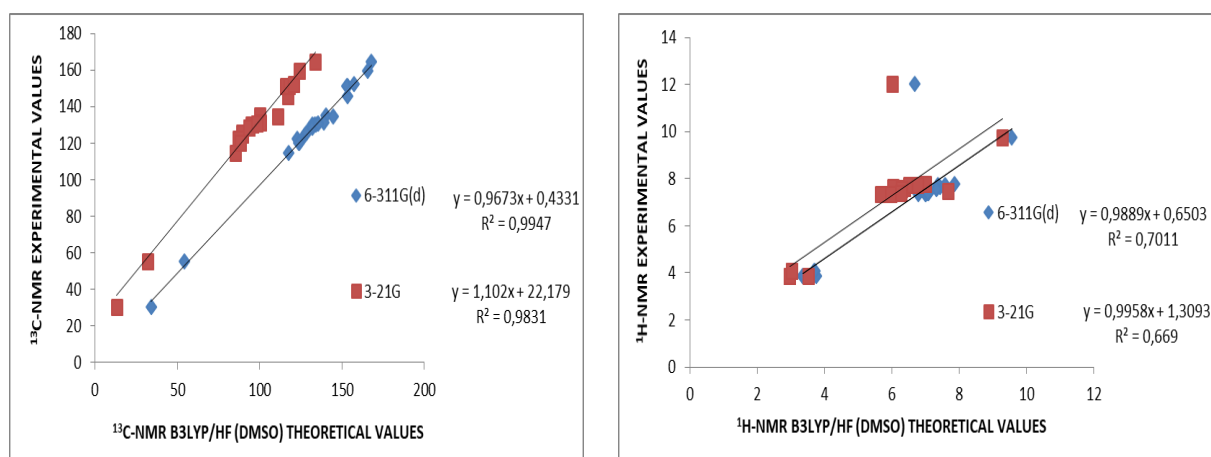 180
160
140
120
100
80
60
40
20
0
0 50 100 150 200
¹³C-NMR EXPERIMENTAL VALUES
¹³C-NMR B3LYP/HF (DMSO) THEORETICAL VALUES
6-311G(d) y = 0,9673x + 0,4331
R² = 0,9947
3-21G y = 1,102x + 22,179
R² = 0,9831
14
12
10
8
6
4
2
0
0 2 4 6 8 10 12
¹H-NMR EXPERIMENTAL VALUES
¹H-NMR B3LYP/HF (DMSO) THEORETICAL VALUES
6-311G(d) y = 0,9889x + 0,6503
R² = 0,7011
3-21G y = 0,9958x + 1,3093
R² = 0,669